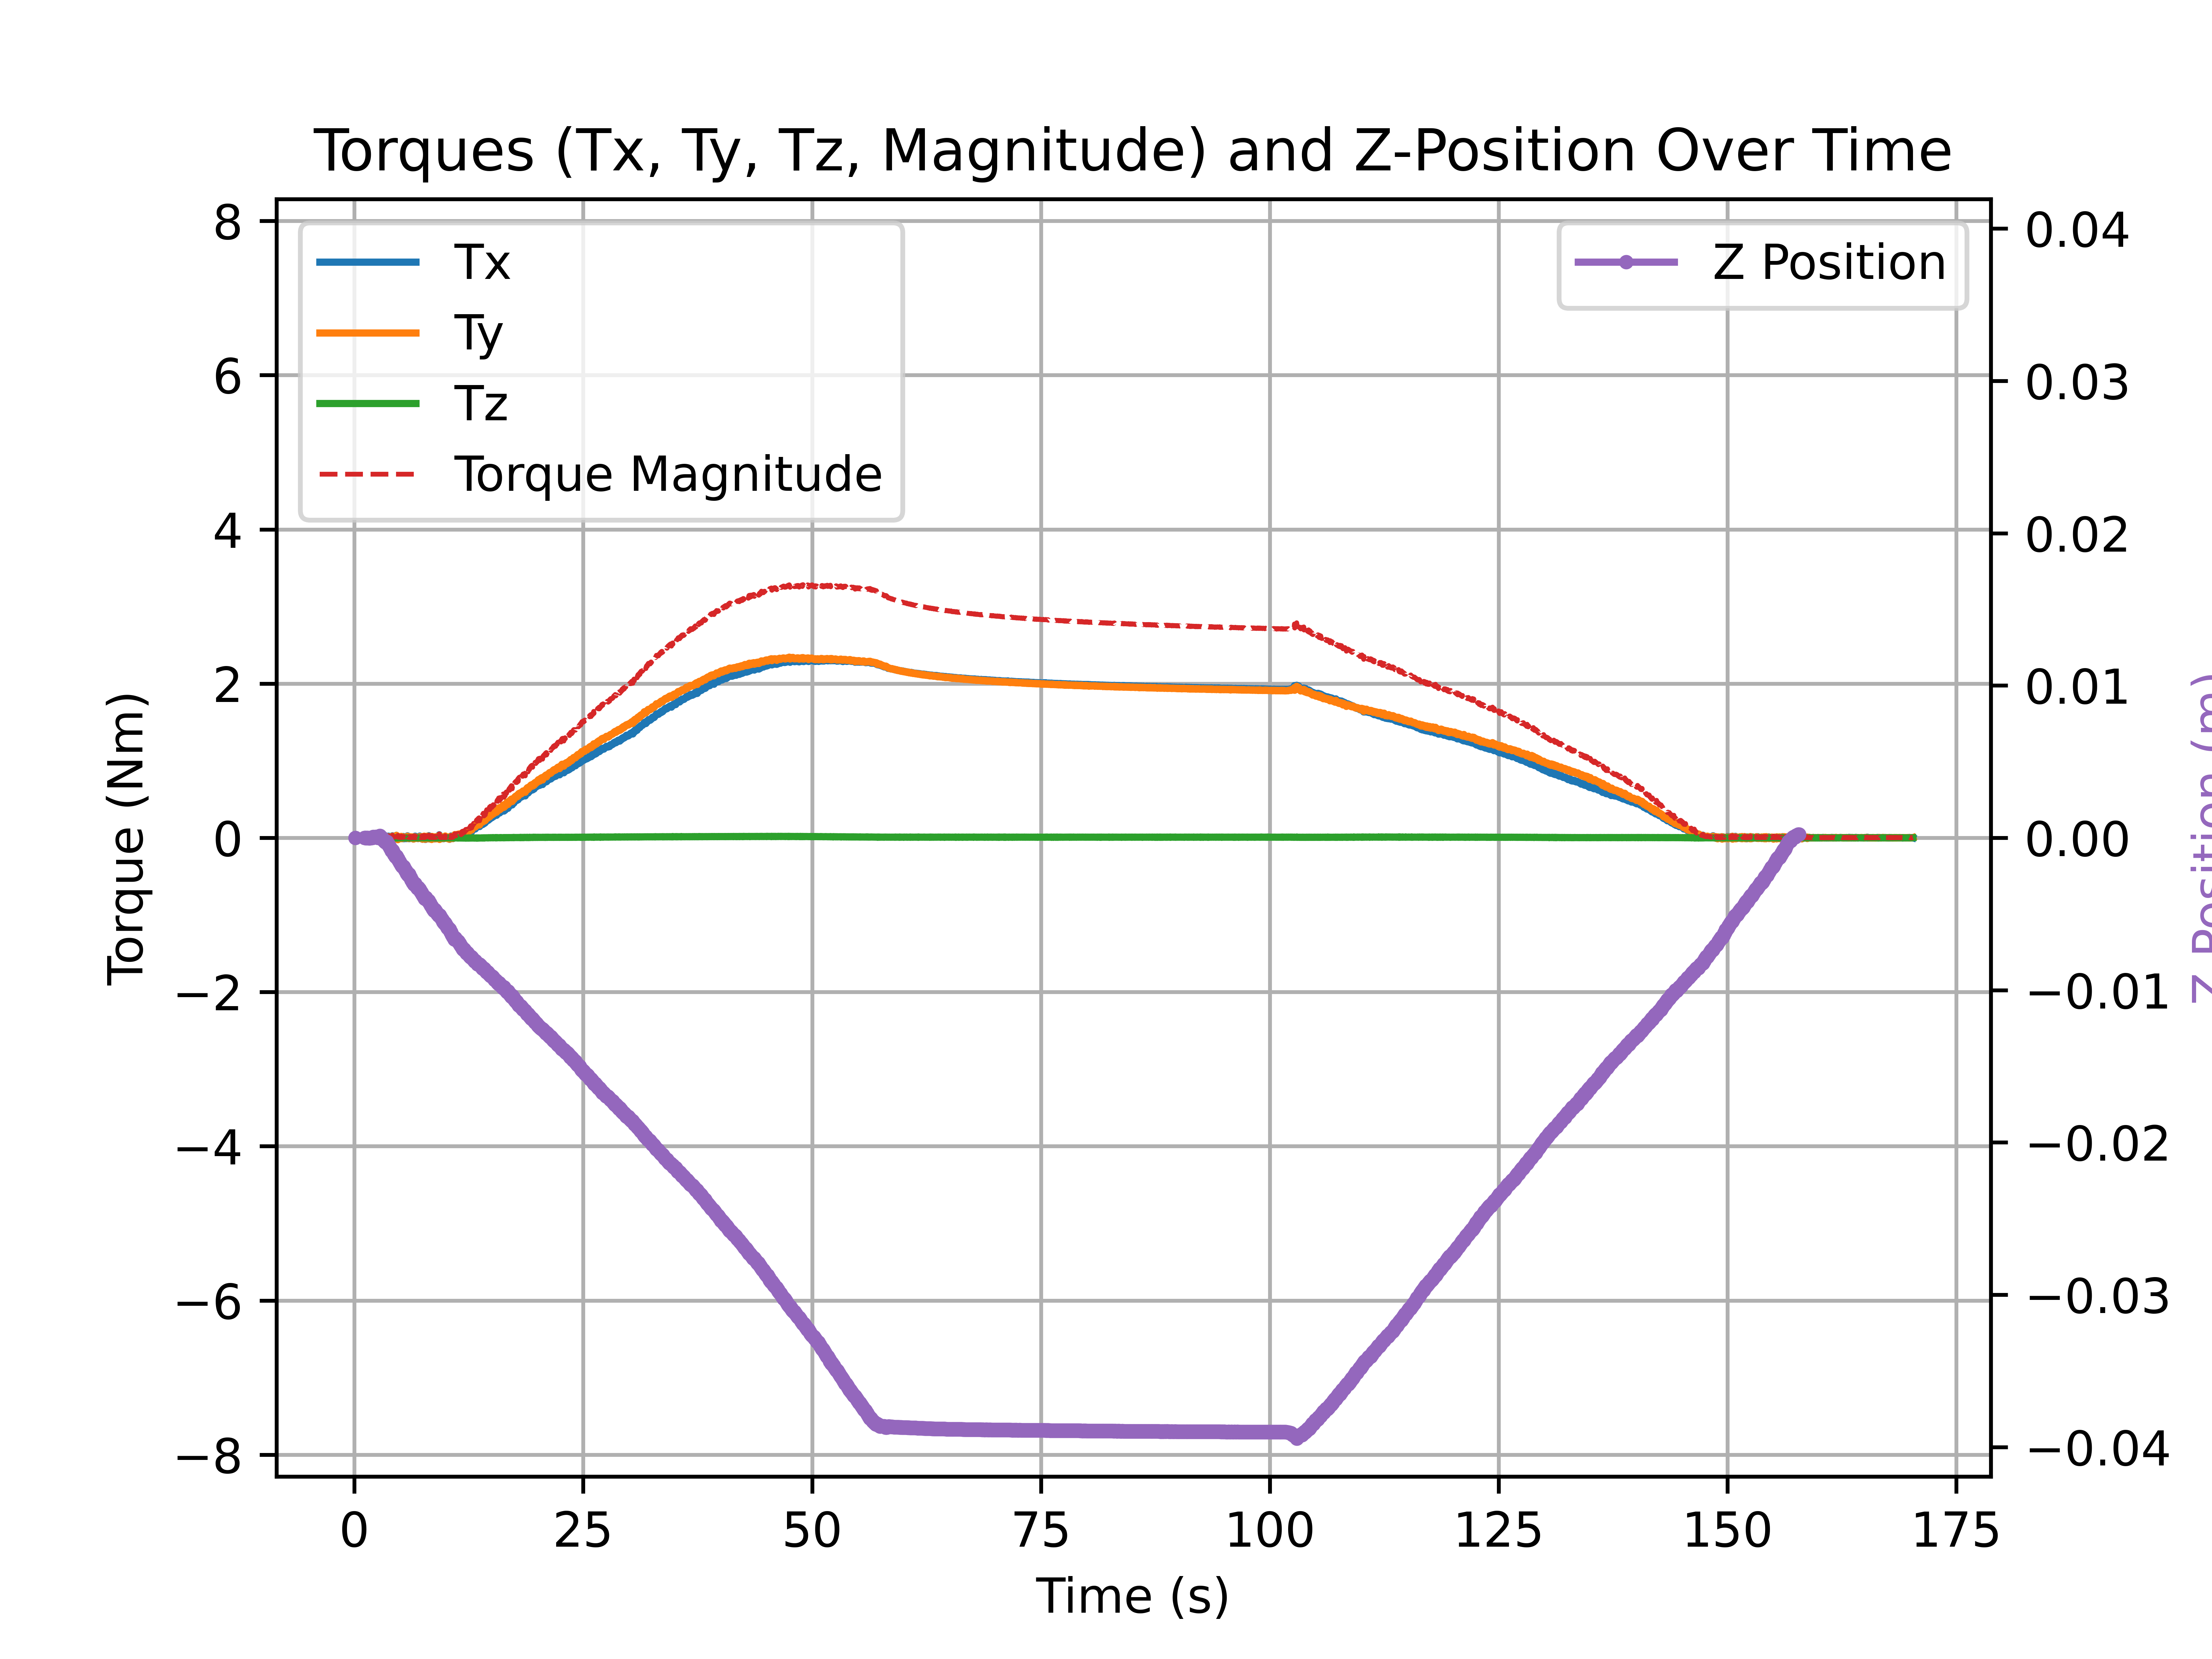 Torques (Tx, Ty, Tz, Magnitude) and Z-Position Over Time
Tx
Ty
Tz
Torque Magnitude
Z Position
8
6
4
2
0
−2
−4
−6
−8
Torque (Nm)
0.04
0.03
0.02
0.01
0.00
−0.01
−0.02
−0.03
−0.04
Z Position (m)
0 25 50 75 100 125 150 175
Time (s)